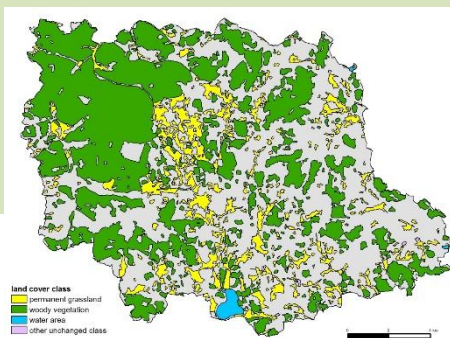 land cover class
permanent grassland
woody vegetation
water area
other unchanged class